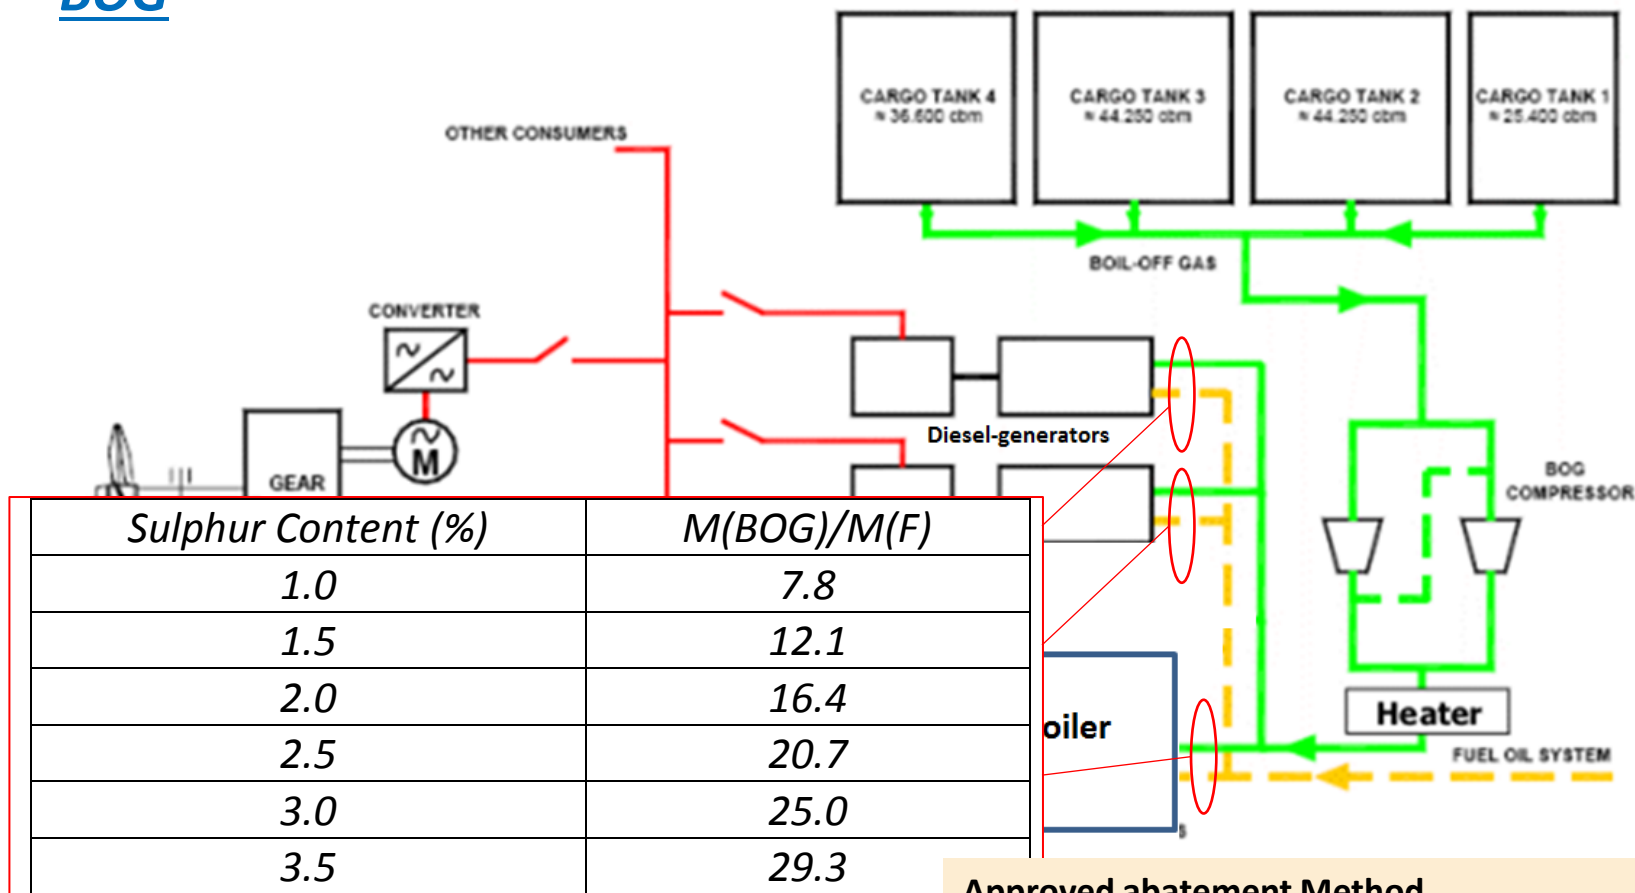 BOG
CARGO TANK 4
≈ 36.600 cbm
CARGO TANK 3
≈ 44.250 cbm
CARGO TANK 2
≈ 44.250 cbm
CARGO TANK 1
≈ 25.400 cbm
OTHER CONSUMERS
BOIL-OFF GAS
CONVERTER
M
GEAR
Diesel-generators
BOG
COMPRESSOR
Sulphur Content (%) M(BOG)/M(F)
1.0 7.8
1.5 12.1
2.0 16.4
2.5 20.7
3.0 25.0
3.5 29.3
oiler
Heater
FUEL OIL SYSTEM
s
Approved abatement Method